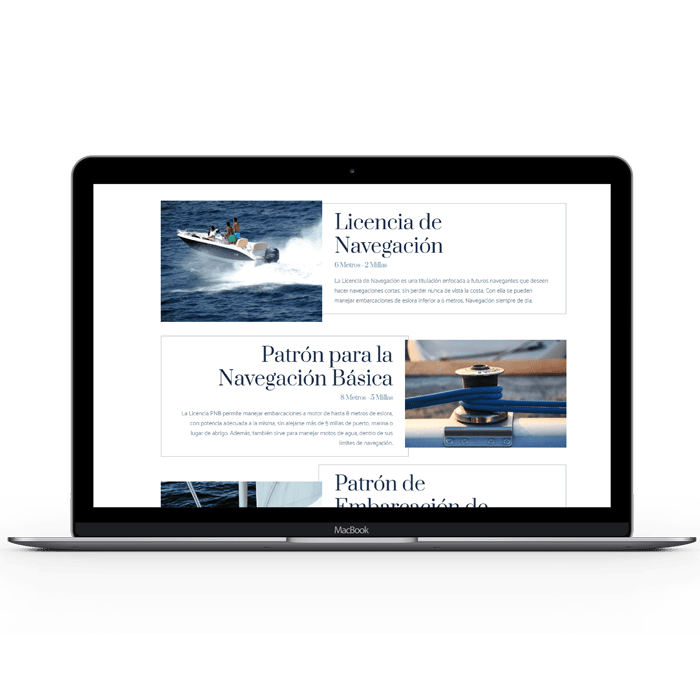 Licencia de
Navegación
6 Metros - 2 Millas
La Licencia de Navegación es una titulación enfocada a futuros navegantes que deseen
hacer navegaciones cortas, sin perder nunca de vista la costa. Con ella se pueden
manejar embarcaciones de eslora inferior a 6 metros. Navegación siempre de día.
Patrón para la
Navegación Básica
8 Metros - 5 Millas
La Licencia PNB permite manejar embarcaciones a motor de hasta 8 metros de eslora,
con potencia adecuada a la misma, sin alejarse más de 5 millas de puerto, marina o
lugar de abrigo. Además, también sirve para manejar motos de agua, dentro de sus
límites de navegación.
Patrón de
Embarcación de
MacBook